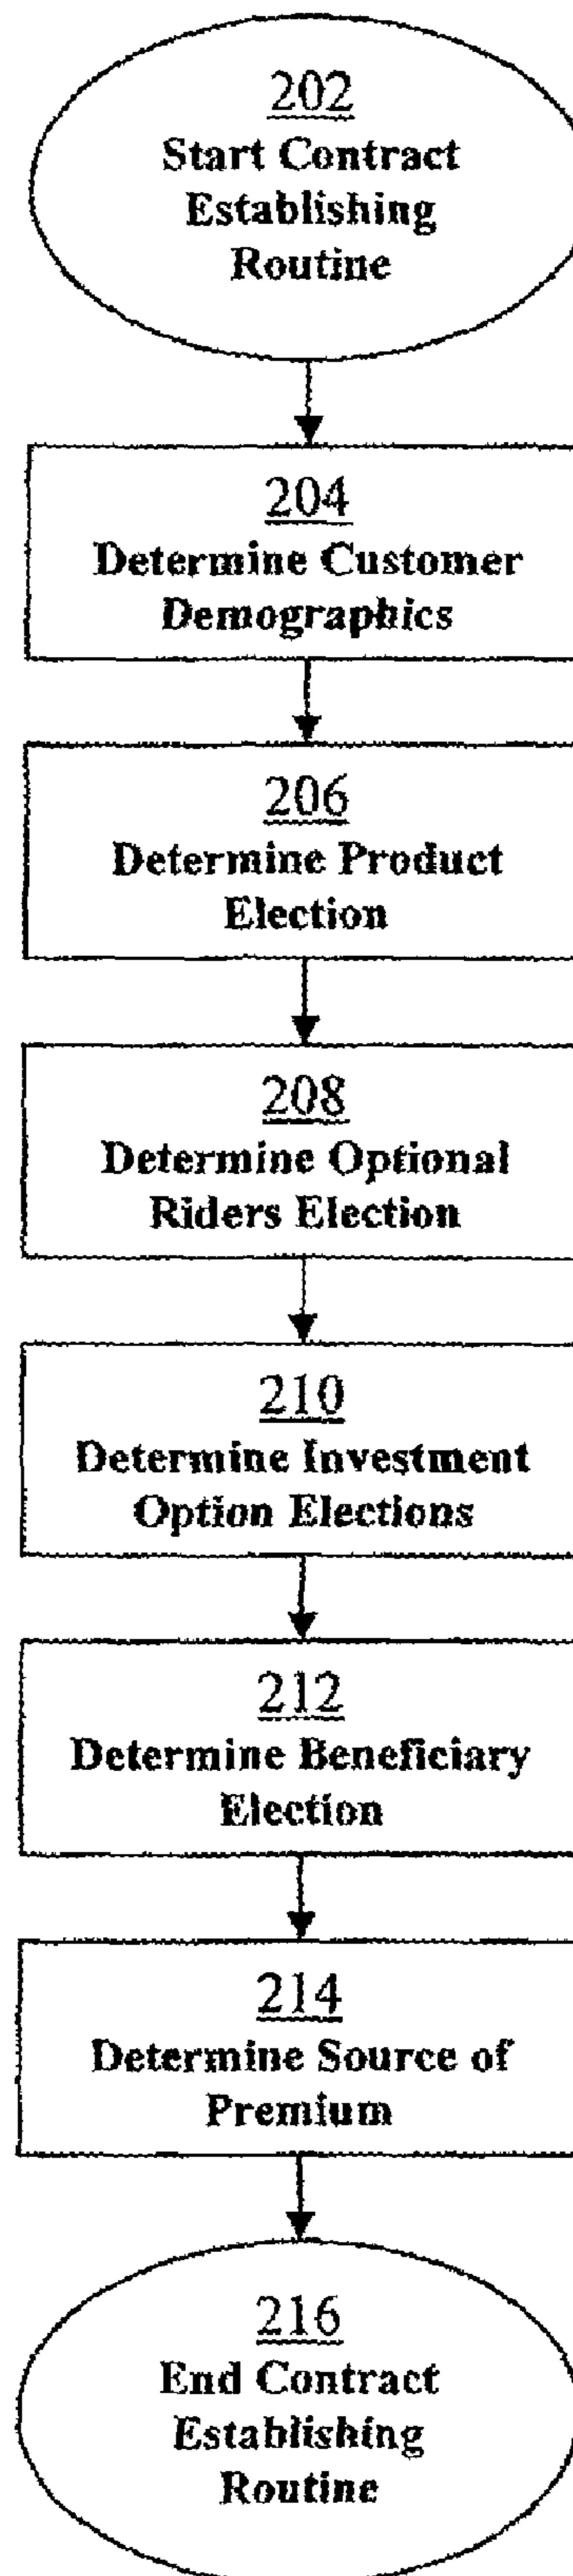 202
Start Contract
Establishing
Routine
204
Determine Customer
Demographics
206
Determine Product
Election
208
Determine Optional
Riders Election
210
Determine Investment
Option Elections
212
Determine Beneficiary
Election
214
Determine Source of
Premium
216
End Contract
Establishing
Routine